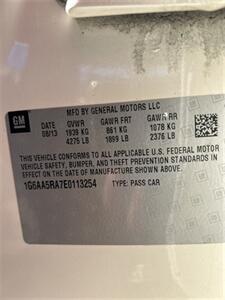 GM
MFD BY GENERAL MOTORS LLC
DATE GVWR GAWR FRT GAWR RR
08/13 1939 KG 861 KG 1078 KG
4275 LB 1899 LB 2376 LB
THIS VEHICLE CONFORMS TO ALL APPLICABLE U.S. FEDERAL
MOTOR VEHICLE SAFETY, BUMPER, AND THEFT PREVENTION STANDARDS IN
EFFECT ON THE DATE OF MANUFACTURE SHOWN ABOVE.
1G6AA5RA7E0113254 TYPE: PASS CAR